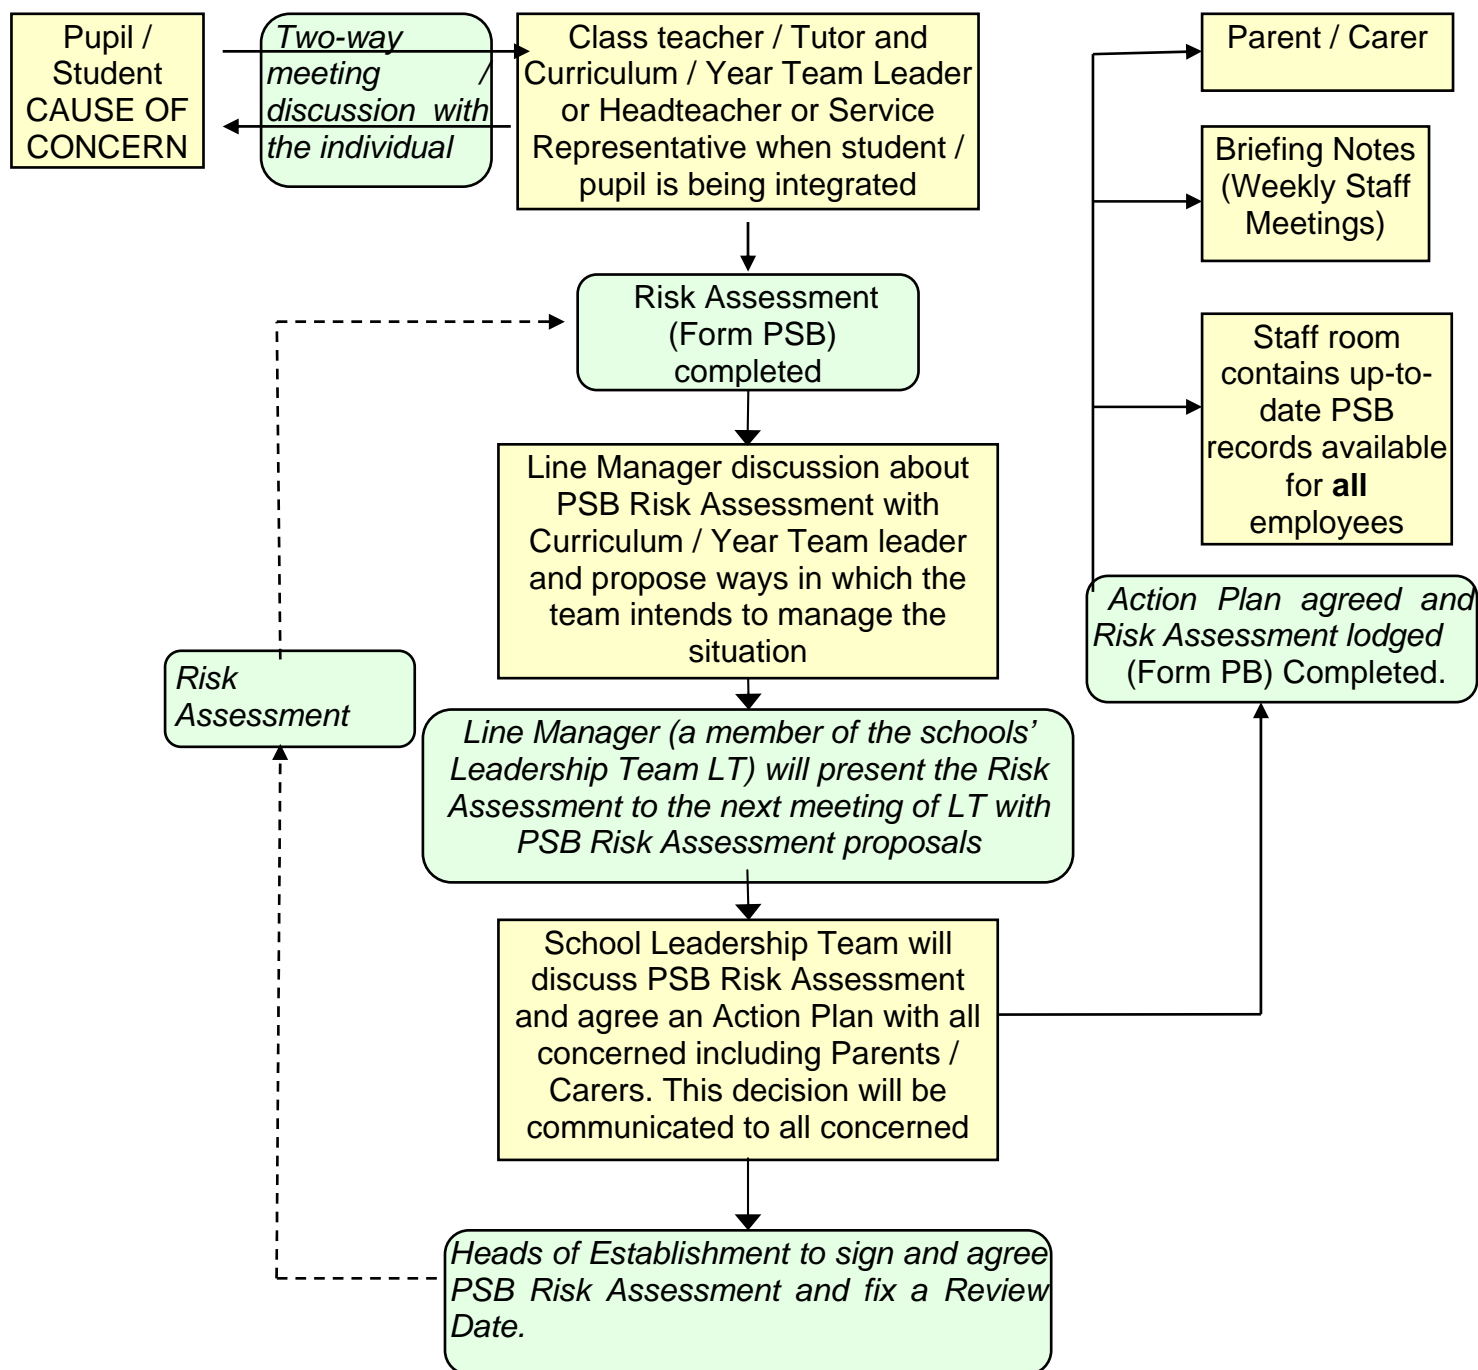 Pupil /
Student
CAUSE OF
CONCERN
Two-way
meeting /
discussion with
the individual
Class teacher / Tutor and
Curriculum / Year Team Leader
or Headteacher or Service
Representative when student /
pupil is being integrated
Parent / Carer
Briefing Notes
(Weekly Staff
Meetings)
Staff room
contains up-to-
date PSB
records available
for all
employees
Action Plan agreed and
Risk Assessment lodged
(Form PB) Completed.
Risk Assessment
(Form PSB)
completed
Line Manager discussion about
PSB Risk Assessment with
Curriculum / Year Team leader
and propose ways in which the
team intends to manage the
situation
Risk
Assessment
Line Manager (a member of the schools’
Leadership Team LT) will present the Risk
Assessment to the next meeting of LT with
PSB Risk Assessment proposals
School Leadership Team will
discuss PSB Risk Assessment
and agree an Action Plan with all
concerned including Parents /
Carers. This decision will be
communicated to all concerned
Heads of Establishment to sign and agree
PSB Risk Assessment and fix a Review
Date.